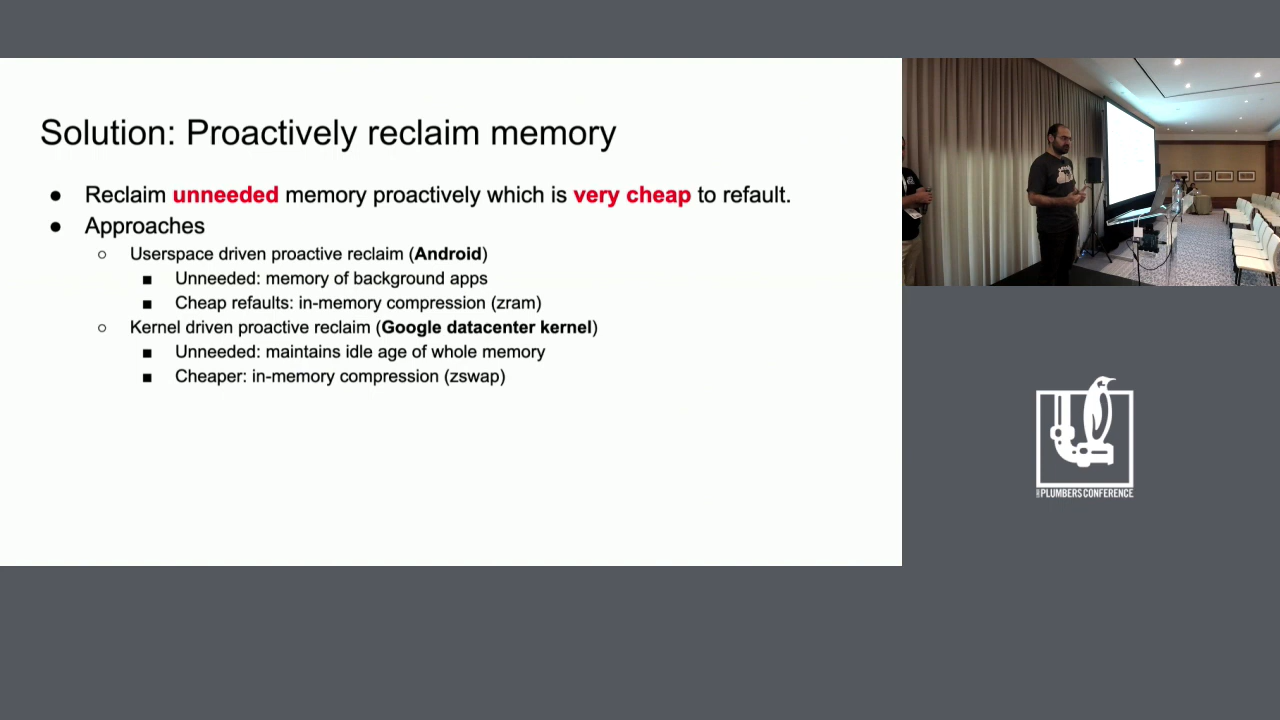 Solution: Proactively reclaim memory
● Reclaim unneeded memory proactively which is very cheap to refault.
● Approaches
○ Userspace driven proactive reclaim (Android)
■ Unneeded: memory of background apps
■ Cheap refaults: in-memory compression (zram)
○ Kernel driven proactive reclaim (Google datacenter kernel)
■ Unneeded: maintains idle age of whole memory
■ Cheaper: in-memory compression (zswap)
PLUMBERS CONFERENCE